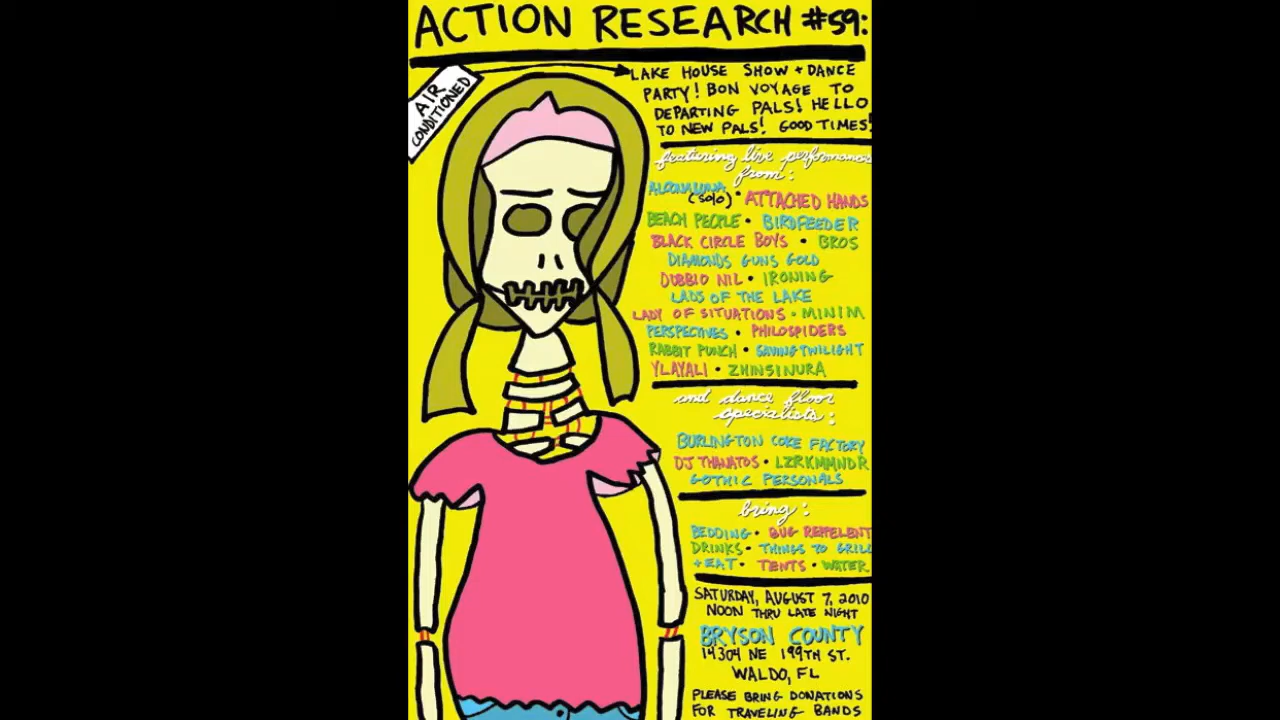 ACTION RESEARCH #59:
AIR
CONDITIONED
LAKE HOUSE SHOW + DANCE
PARTY! BON VOYAGE TO
DEPARTING PALS! HELLO
TO NEW PALS! GOOD TIMES!
featuring live performances
from:
ALONALUNA
(SOLO) • ATTACHED HANDS
BEACH PEOPLE • BIRDFEEDER
BLACK CIRCLE BOYS • BROS
DIAMONDS GUNS GOLD
DUBBIO NIL • IRONING
LADS OF THE LAKE
LADY OF SITUATIONS • MINIM
PERSPECTIVES • PHILOSPIDERS
RABBIT PUNCH • SAVING TWILIGHT
YLAYALI • ZHINSINURA
and dance floor
specialists:
BURLINGTON COKE FACTORY
DJ THANATOS • LZRKMMNDR
GOTHIC PERSONALS
bring:
BEDDING • BUG REPPELENT
DRINKS • THINGS TO GRILL
+ EAT • TENTS • WATER
SATURDAY, AUGUST 7, 2010
NOON THRU LATE NIGHT
BRYSON COUNTY
14304 NE 199TH ST.
WALDO, FL
PLEASE BRING DONATIONS
FOR TRAVELING BANDS